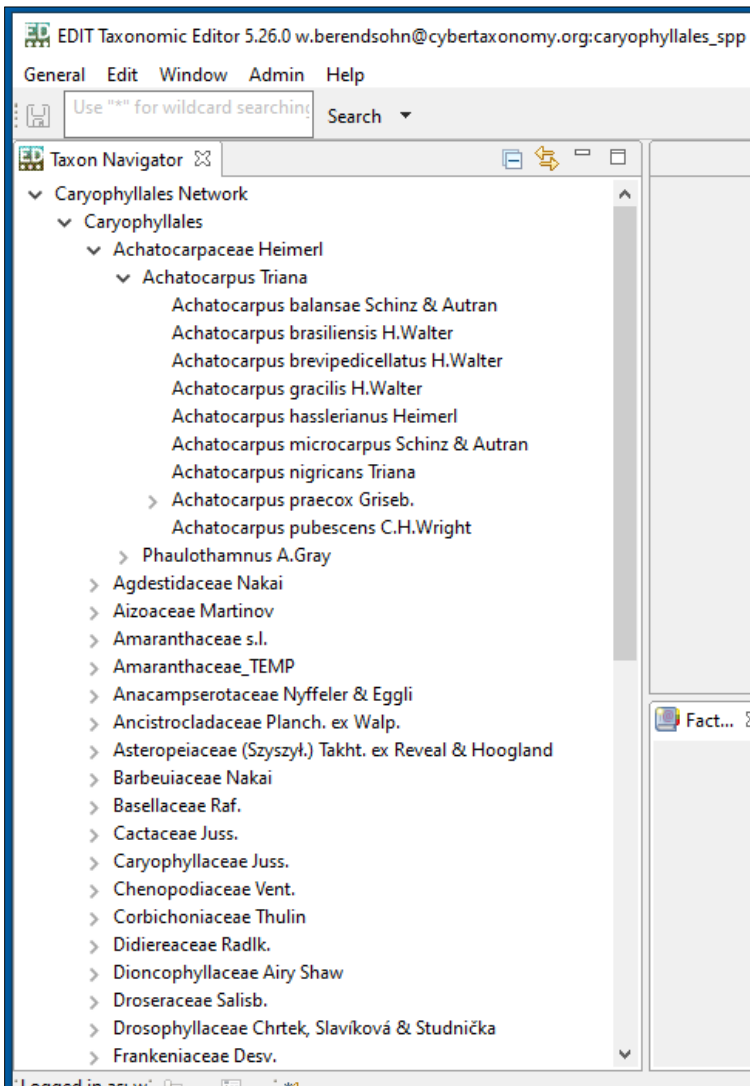 EDIT Taxonomic Editor 5.26.0 w.berendsohn@cybertaxonomy.org:caryophyllales_spp
General Edit Window Admin Help
Use "*" for wildcard searching
Search
Taxon Navigator
Caryophyllales Network
Caryophyllales
Achatocarpaceae Heimerl
Achatocarpus Triana
Achatocarpus balansae Schinz & Autran
Achatocarpus brasiliensis H.Walter
Achatocarpus brevipedicellatus H.Walter
Achatocarpus gracilis H.Walter
Achatocarpus hasslerianus Heimerl
Achatocarpus microcarpus Schinz & Autran
Achatocarpus nigricans Triana
Achatocarpus praecox Griseb.
Achatocarpus pubescens C.H.Wright
Phaulothamnus A.Gray
Agdestidaceae Nakai
Aizoaceae Martinov
Amaranthaceae s.l.
Amaranthaceae_TEMP
Anacampserotaceae Nyffeler & Eggli
Ancistrocladaceae Planch. ex Walp.
Fact...
Asteropeiaceae (Szyszył.) Takht. ex Reveal & Hoogland
Barbeuiaceae Nakai
Basellaceae Raf.
Cactaceae Juss.
Caryophyllaceae Juss.
Chenopodiaceae Vent.
Corbichoniaceae Thulin
Didiereaceae Radlk.
Dioncophyllaceae Airy Shaw
Droseraceae Salisb.
Drosophyllaceae Chrtek, Slavíková & Studnička
Frankeniaceae Desv.